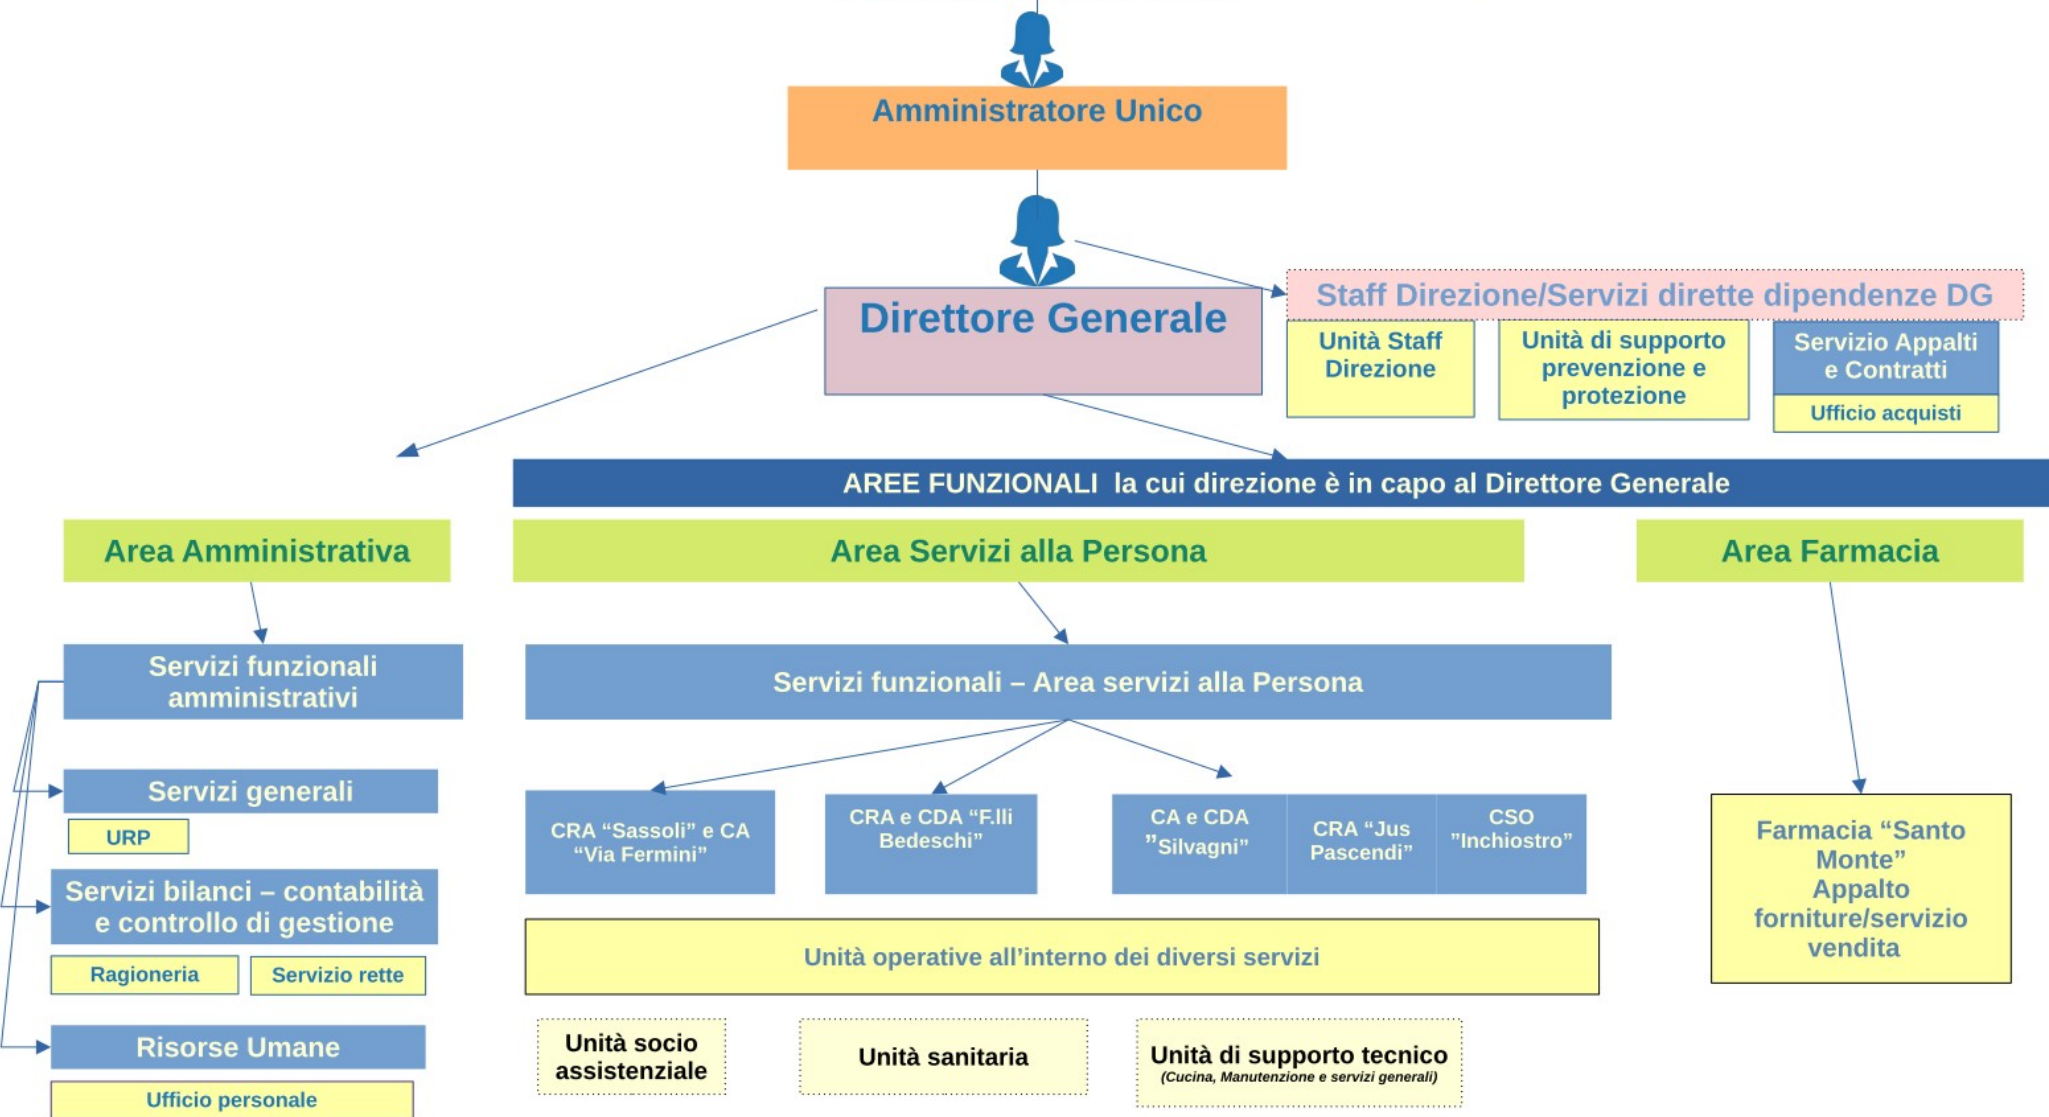 Amministratore Unico
Direttore Generale
Staff Direzione/Servizi dirette dipendenze DG
Unità Staff
Direzione
Unità di supporto
prevenzione e
protezione
Servizio Appalti
e Contratti
Ufficio acquisti
AREE FUNZIONALI  la cui direzione è in capo al Direttore Generale
Area Amministrativa
Area Servizi alla Persona
Area Farmacia
Servizi funzionali
amministrativi
Servizi funzionali – Area servizi alla Persona
Servizi generali
URP
Servizi bilanci – contabilità
e controllo di gestione
Ragioneria
Servizio rette
Risorse Umane
Ufficio personale
CRA “Sassoli” e CA
“Via Fermini”
CRA e CDA “F.lli
Bedeschi”
CA e CDA
”Silvagni”
CRA “Jus
Pascendi”
CSO
”Inchiostro”
Farmacia “Santo
Monte”
Appalto
forniture/servizio
vendita
Unità operative all’interno dei diversi servizi
Unità socio
assistenziale
Unità sanitaria
Unità di supporto tecnico
(Cucina, Manutenzione e servizi generali)